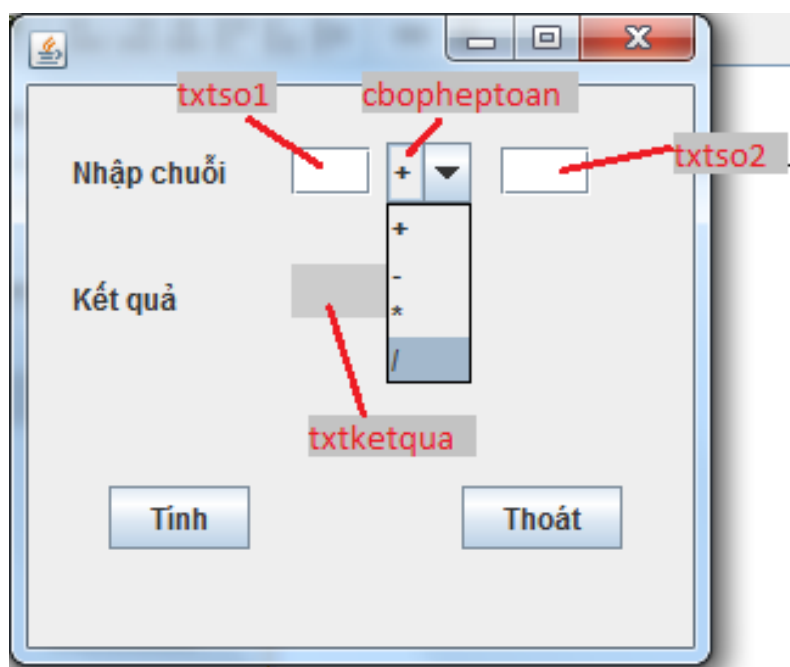 txtso1 cbopheptoan
Nhập chuỗi + txtso2
+
-
Kết quả
*
/
txtketqua
Tính Thoát